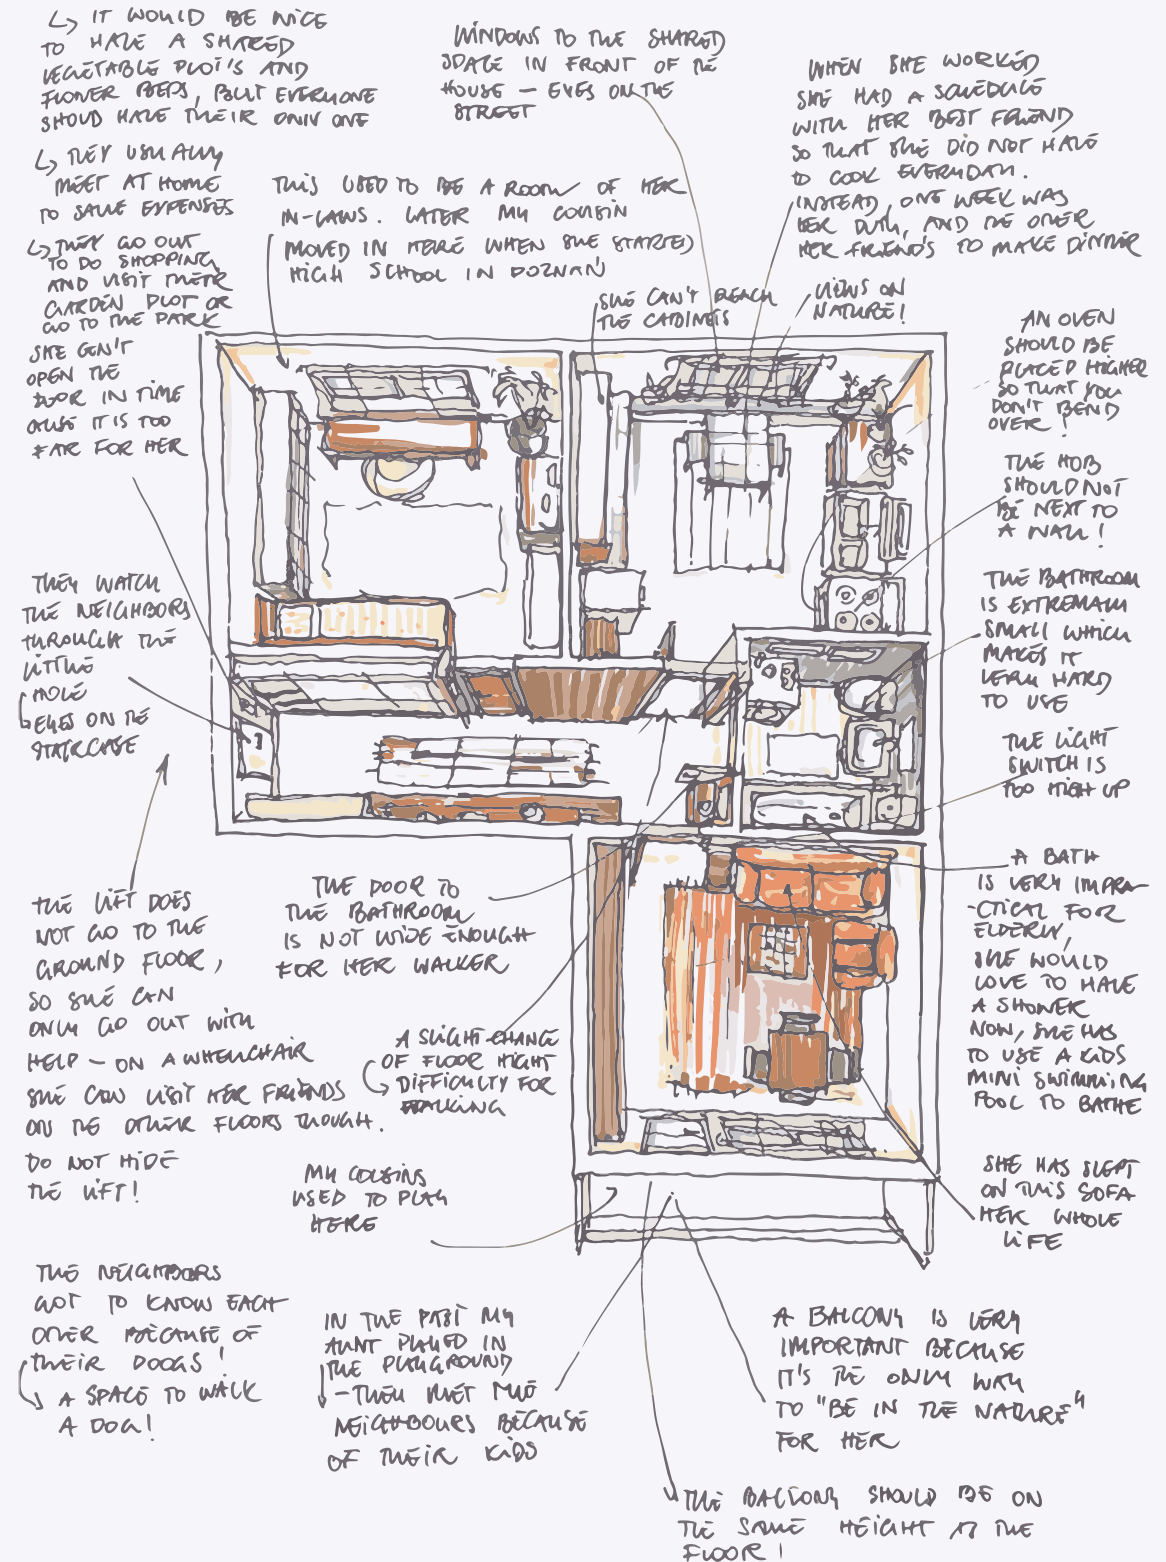 ↳ IT WOULD BE NICE
TO HAVE A SHARED
VEGETABLE PLOT'S AND
FLOWER BEDS, BUT EVERYONE
SHOUD HAVE THEIR ONLY ONE
↳ THEY USUALLY
MEET AT HOME
TO SAVE EXPENSES
↳ THEY GO OUT
TO DO SHOPPING
AND VISIT THEIR
GARDEN PLOT OR
GO TO THE PARK
SHE CAN'T
OPEN THE
DOOR IN TIME
CAUSE IT IS TOO
FAR FOR HER
WINDOWS TO THE SHARED
SPACE IN FRONT OF THE
HOUSE — EYES ON THE
STREET
THIS USED TO BE A ROOM OF HER
IN-LAWS. LATER MY COUSIN
MOVED IN HERE WHEN SHE STARTED
HIGH SCHOOL IN POZNAŃ
WHEN SHE WORKED
SHE HAD A SCHEDULE
WITH HER BEST FRIEND
SO THAT SHE DID NOT HAVE
TO COOK EVERYDAY.
INSTEAD, ONE WEEK WAS
HER DUTY, AND THE OTHER
HER FRIEND'S TO MAKE DINNER
SHE CAN'T REACH
THE CABINETS
VIEWS ON
NATURE!
AN OVEN
SHOULD BE
PLACED HIGHER
SO THAT YOU
DON'T BEND
OVER!
THE HOB
SHOULD NOT
BE NEXT TO
A WALL!
THE BATHROOM
IS EXTREMALY
SMALL WHICH
MAKES IT
VERY HARD
TO USE
THE LIGHT
SWITCH IS
TOO HIGH UP
THEY WATCH
THE NEIGHBORS
THROUGH THE
LITTLE
HOLE
↳ EYES ON THE
STAIRCASE
THE LIFT DOES
NOT GO TO THE
GROUND FLOOR,
SO SHE CAN
ONLY GO OUT WITH
HELP — ON A WHEELCHAIR
SHE CAN VISIT HER FRIENDS
ON THE OTHER FLOORS THOUGH.
DO NOT HIDE
THE LIFT!
THE DOOR TO
THE BATHROOM
IS NOT WIDE ENOUGH
FOR HER WALKER
A SLIGHT CHANGE
OF FLOOR HIGHT
↳ DIFFICULTY FOR
WALKING
A BATH
IS VERY IMPRA-
-CTICAL FOR
ELDERLY,
SHE WOULD
LOVE TO HAVE
A SHOWER
NOW, SHE HAS
TO USE A KIDS
MINI SWIMMING
POOL TO BATHE
SHE HAS SLEPT
ON THIS SOFA
HER WHOLE
LIFE
MY COUSINS
USED TO PLAY
HERE
THE NEIGHBORS
GOT TO KNOW EACH
OTHER BECAUSE OF
THEIR DOGS!
↳ A SPACE TO WALK
A DOG!
IN THE PAST MY
AUNT PLAYED IN
THE PLAYGROUND
- THEY MET THE
NEIGHBOURS BECAUSE
OF THEIR KIDS
A BALCONY IS VERY
IMPORTANT BECAUSE
IT'S THE ONLY WAY
TO "BE IN THE NATURE"
FOR HER
THE BALCONY SHOULD BE ON
THE SAME HEIGHT AS THE
FLOOR!